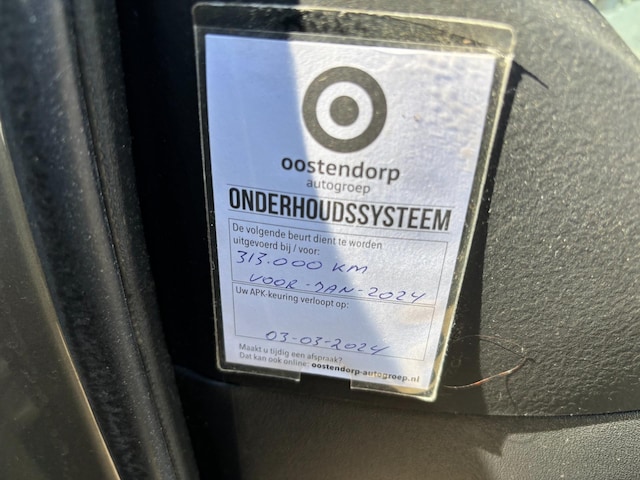 oostendorp
autogroep
ONDERHOUDSSYSTEEM
De volgende beurt dient te worden
uitgevoerd bij / voor:
313.000 KM
VOOR-JAN-2024
Uw APK-keuring verloopt op:
03-03-2024
Maakt u tijdig een afspraak?
Dat kan ook online: oostendorp-autogroep.nl